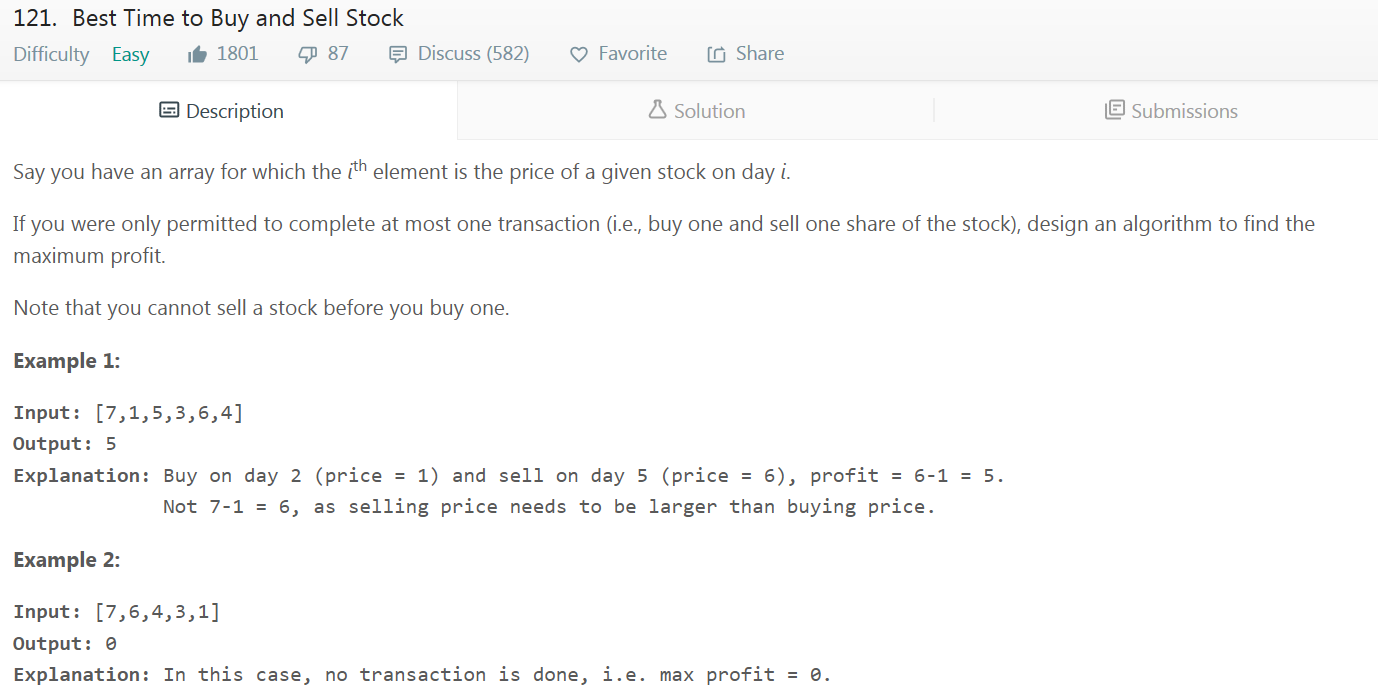 121. Best Time to Buy and Sell Stock
Difficulty Easy 1801 87 Discuss (582) Favorite Share
Description Solution Submissions
Say you have an array for which the ith element is the price of a given stock on day i.
If you were only permitted to complete at most one transaction (i.e., buy one and sell one share of the stock), design an algorithm to find the
maximum profit.
Note that you cannot sell a stock before you buy one.
Example 1:
Input: [7,1,5,3,6,4]
Output: 5
Explanation: Buy on day 2 (price = 1) and sell on day 5 (price = 6), profit = 6-1 = 5.
Not 7-1 = 6, as selling price needs to be larger than buying price.
Example 2:
Input: [7,6,4,3,1]
Output: 0
Explanation: In this case, no transaction is done, i.e. max profit = 0.